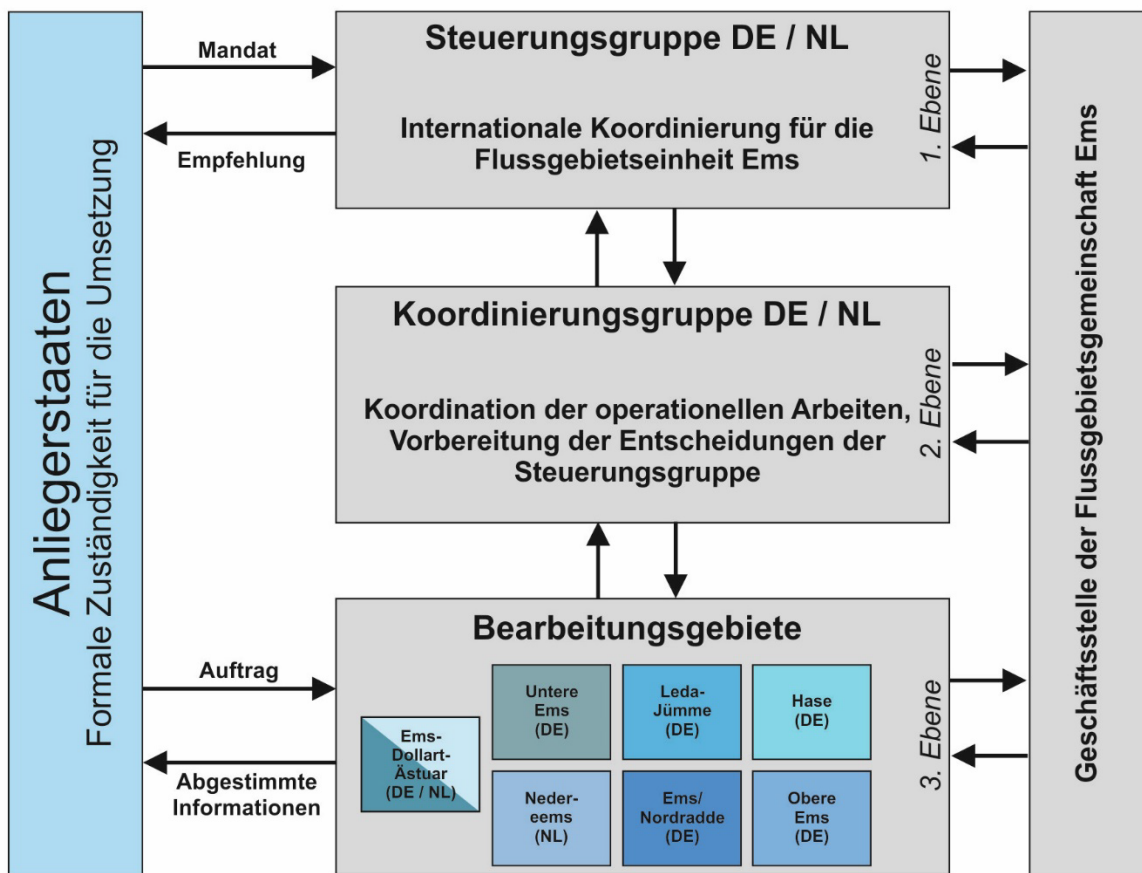 Anliegerstaaten
Formale Zuständigkeit für die Umsetzung
Mandat
Empfehlung
Steuerungsgruppe DE / NL
Internationale Koordinierung für die
Flussgebietseinheit Ems
1. Ebene
Koordinierungsgruppe DE / NL
Koordination der operationellen Arbeiten,
Vorbereitung der Entscheidungen der
Steuerungsgruppe
2. Ebene
Auftrag
Abgestimmte
Informationen
Bearbeitungsgebiete
Ems-
Dollart-
Ästuar
(DE / NL)
Untere
Ems
(DE)
Leda-
Jümme
(DE)
Hase
(DE)
Neder-
eems
(NL)
Ems/
Nordradde
(DE)
Obere
Ems
(DE)
3. Ebene
Geschäftsstelle der Flussgebietsgemeinschaft Ems